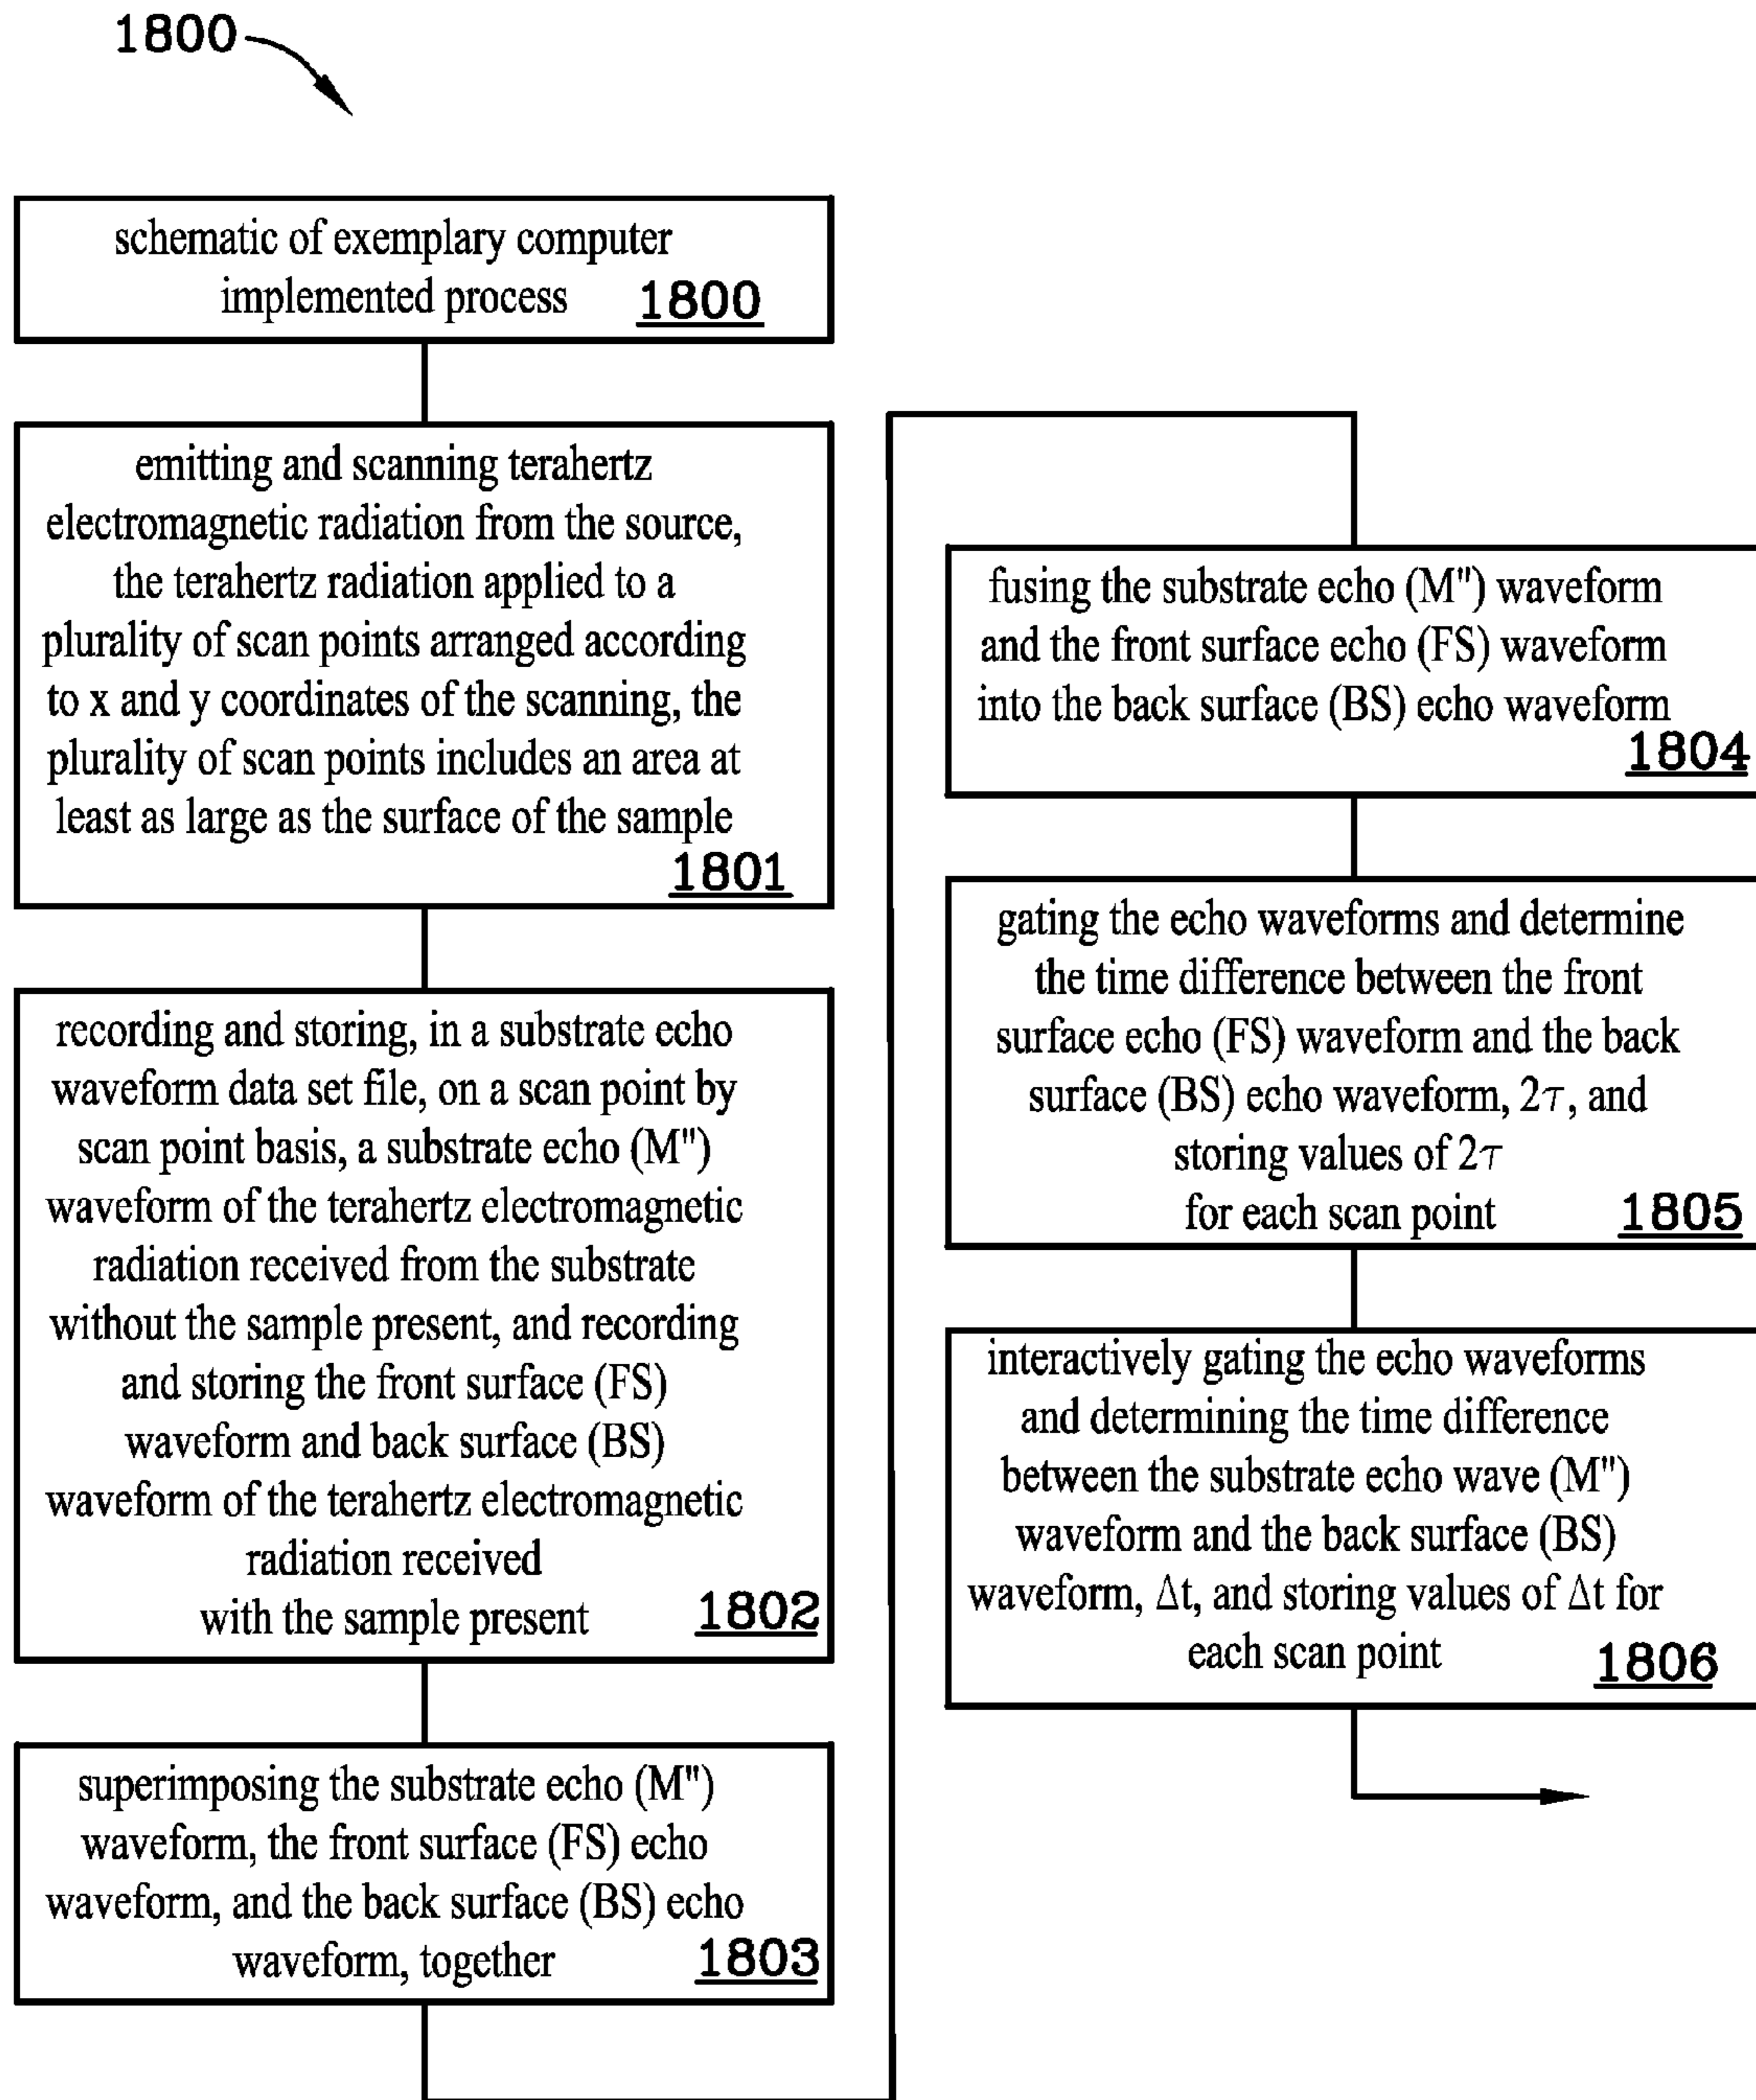 1800
schematic of exemplary computer
implemented process 1800
emitting and scanning terahertz
electromagnetic radiation from the source,
the terahertz radiation applied to a
plurality of scan points arranged according
to x and y coordinates of the scanning, the
plurality of scan points includes an area at
least as large as the surface of the sample
1801
recording and storing, in a substrate echo
waveform data set file, on a scan point by
scan point basis, a substrate echo (M")
waveform of the terahertz electromagnetic
radiation received from the substrate
without the sample present, and recording
and storing the front surface (FS)
waveform and back surface (BS)
waveform of the terahertz electromagnetic
radiation received
with the sample present 1802
superimposing the substrate echo (M")
waveform, the front surface (FS) echo
waveform, and the back surface (BS) echo
waveform, together 1803
fusing the substrate echo (M") waveform
and the front surface echo (FS) waveform
into the back surface (BS) echo waveform
1804
gating the echo waveforms and determine
the time difference between the front
surface echo (FS) waveform and the back
surface (BS) echo waveform, 2τ, and
storing values of 2τ
for each scan point 1805
interactively gating the echo waveforms
and determining the time difference
between the substrate echo wave (M")
waveform and the back surface (BS)
waveform, Δt, and storing values of Δt for
each scan point 1806